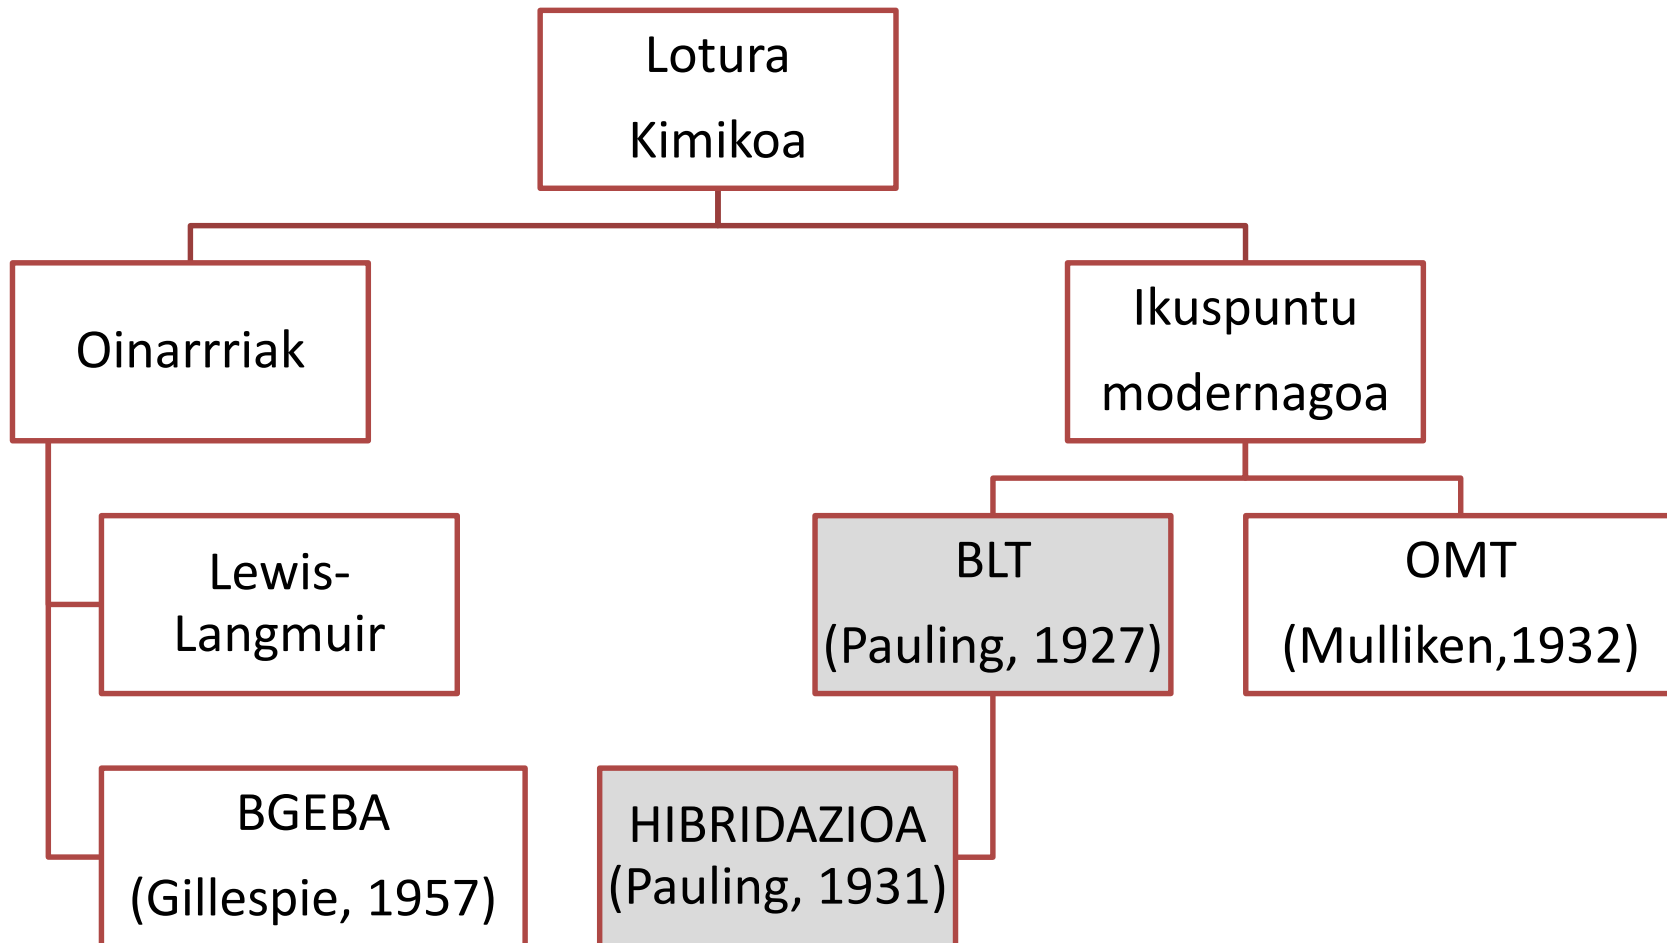 Lotura
Kimikoa
Oinarrriak
Ikuspuntu
modernagoa
Lewis-
Langmuir
BLT
(Pauling, 1927)
OMT
(Mulliken,1932)
BGEBA
(Gillespie, 1957)
HIBRIDAZIOA
(Pauling, 1931)